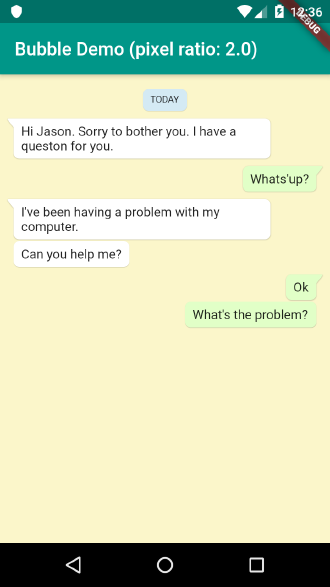 12:36
DEBUG
Bubble Demo (pixel ratio: 2.0)
TODAY
Hi Jason. Sorry to bother you. I have a
queston for you.
Whats'up?
I've been having a problem with my
computer.
Can you help me?
Ok
What's the problem?